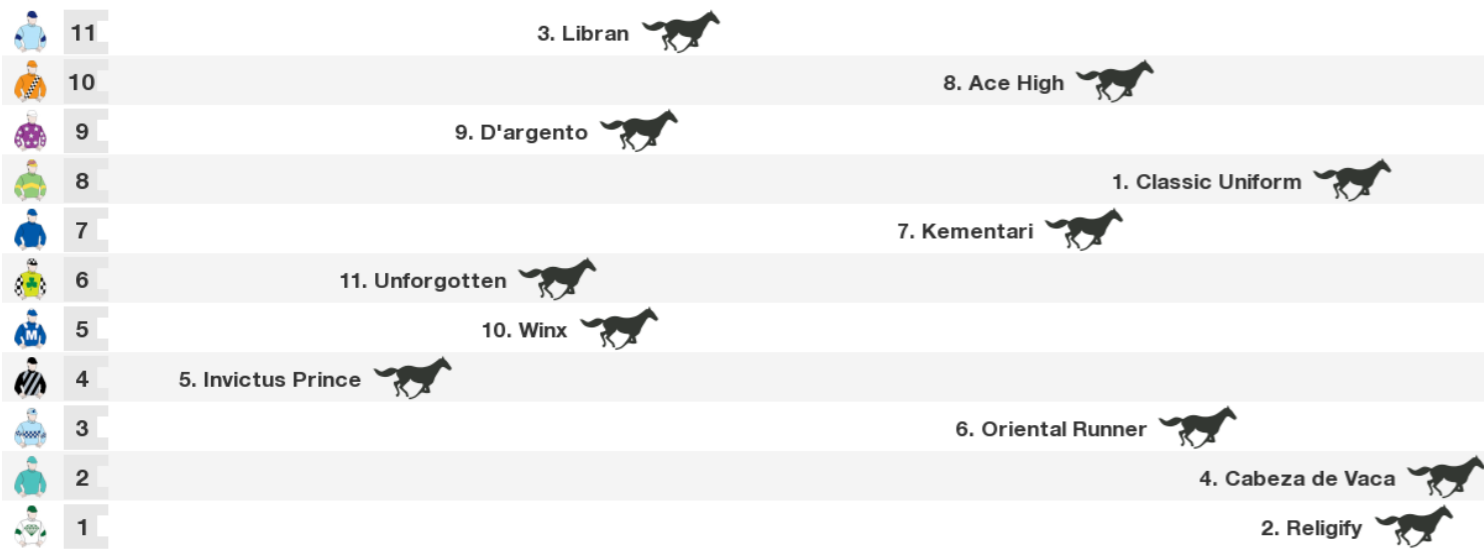 11 3. Libran
10 8. Ace High
9 9. D'argento
8 1. Classic Uniform
7 7. Kementari
6 11. Unforgotten
5 10. Winx
M
4 5. Invictus Prince
3 6. Oriental Runner
2 4. Cabeza de Vaca
1 2. Religify